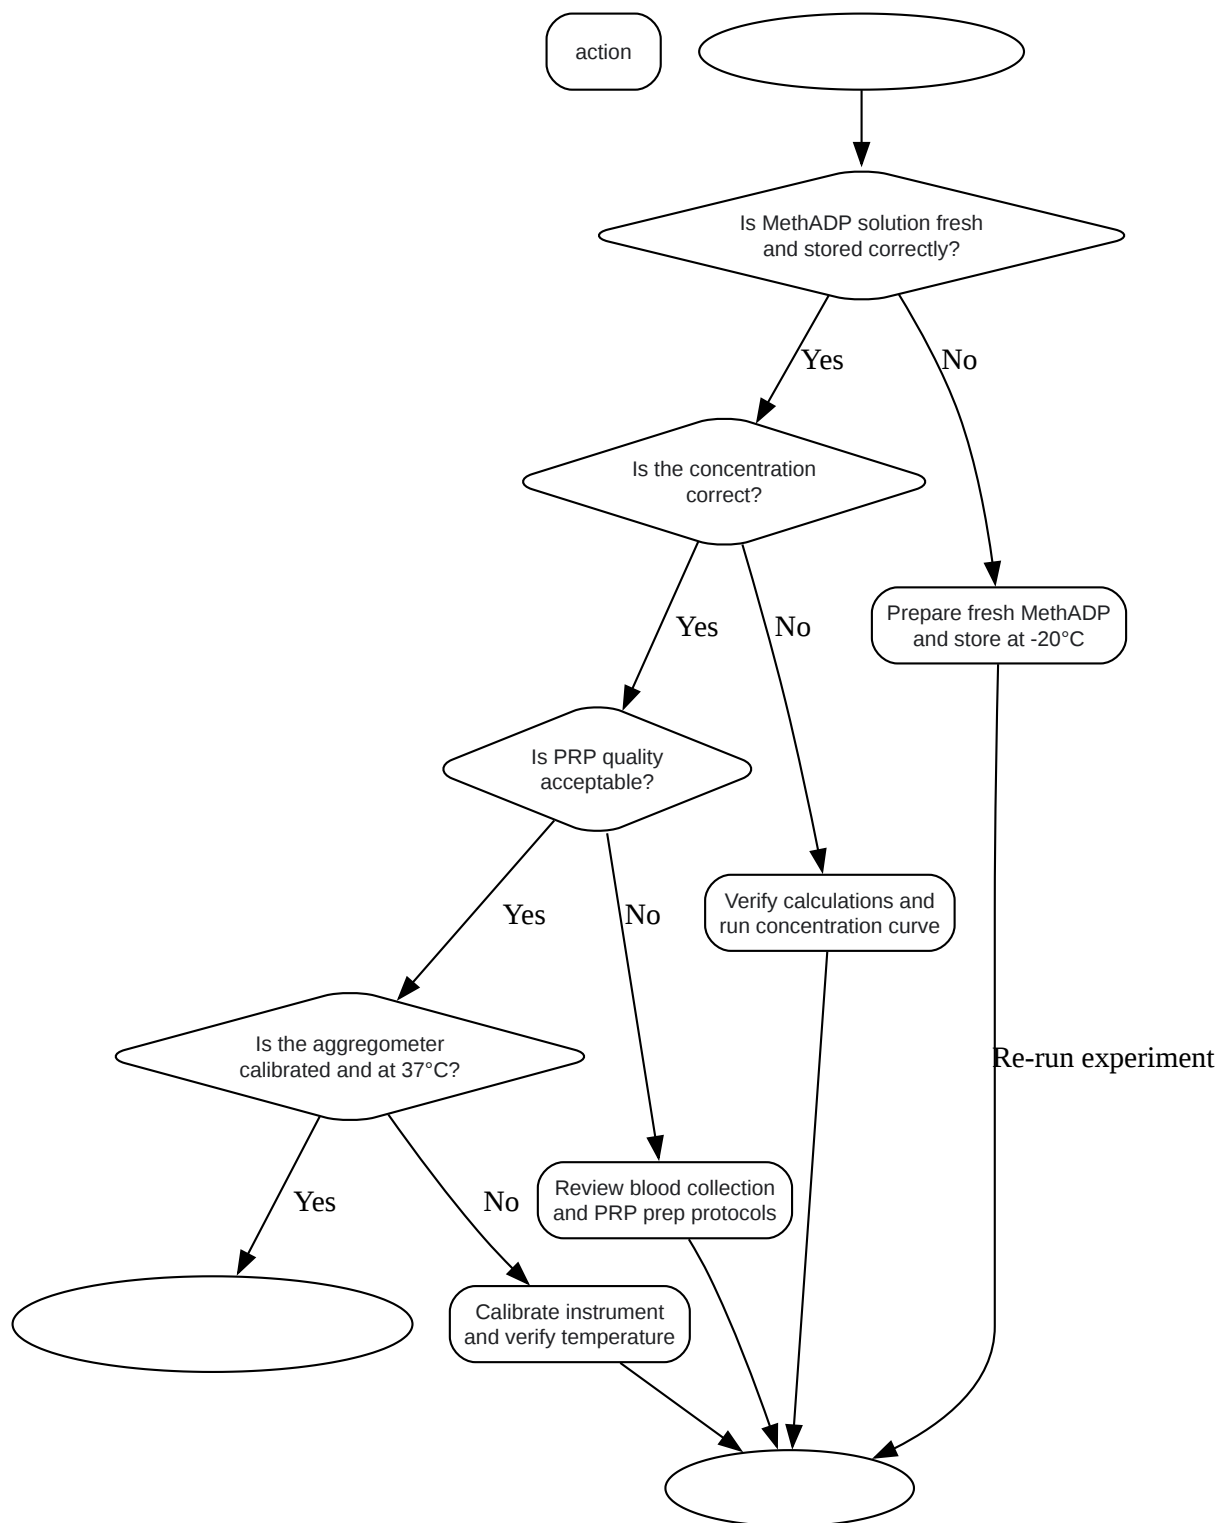 action
Is MethADP solution fresh
and stored correctly?
Yes
No
Is the concentration
correct?
Yes
No
Prepare fresh MethADP
and store at -20°C
Is PRP quality
acceptable?
Yes
No
Verify calculations and
run concentration curve
Is the aggregometer
calibrated and at 37°C?
Re-run experiment
Yes
No
Review blood collection
and PRP prep protocols
Calibrate instrument
and verify temperature